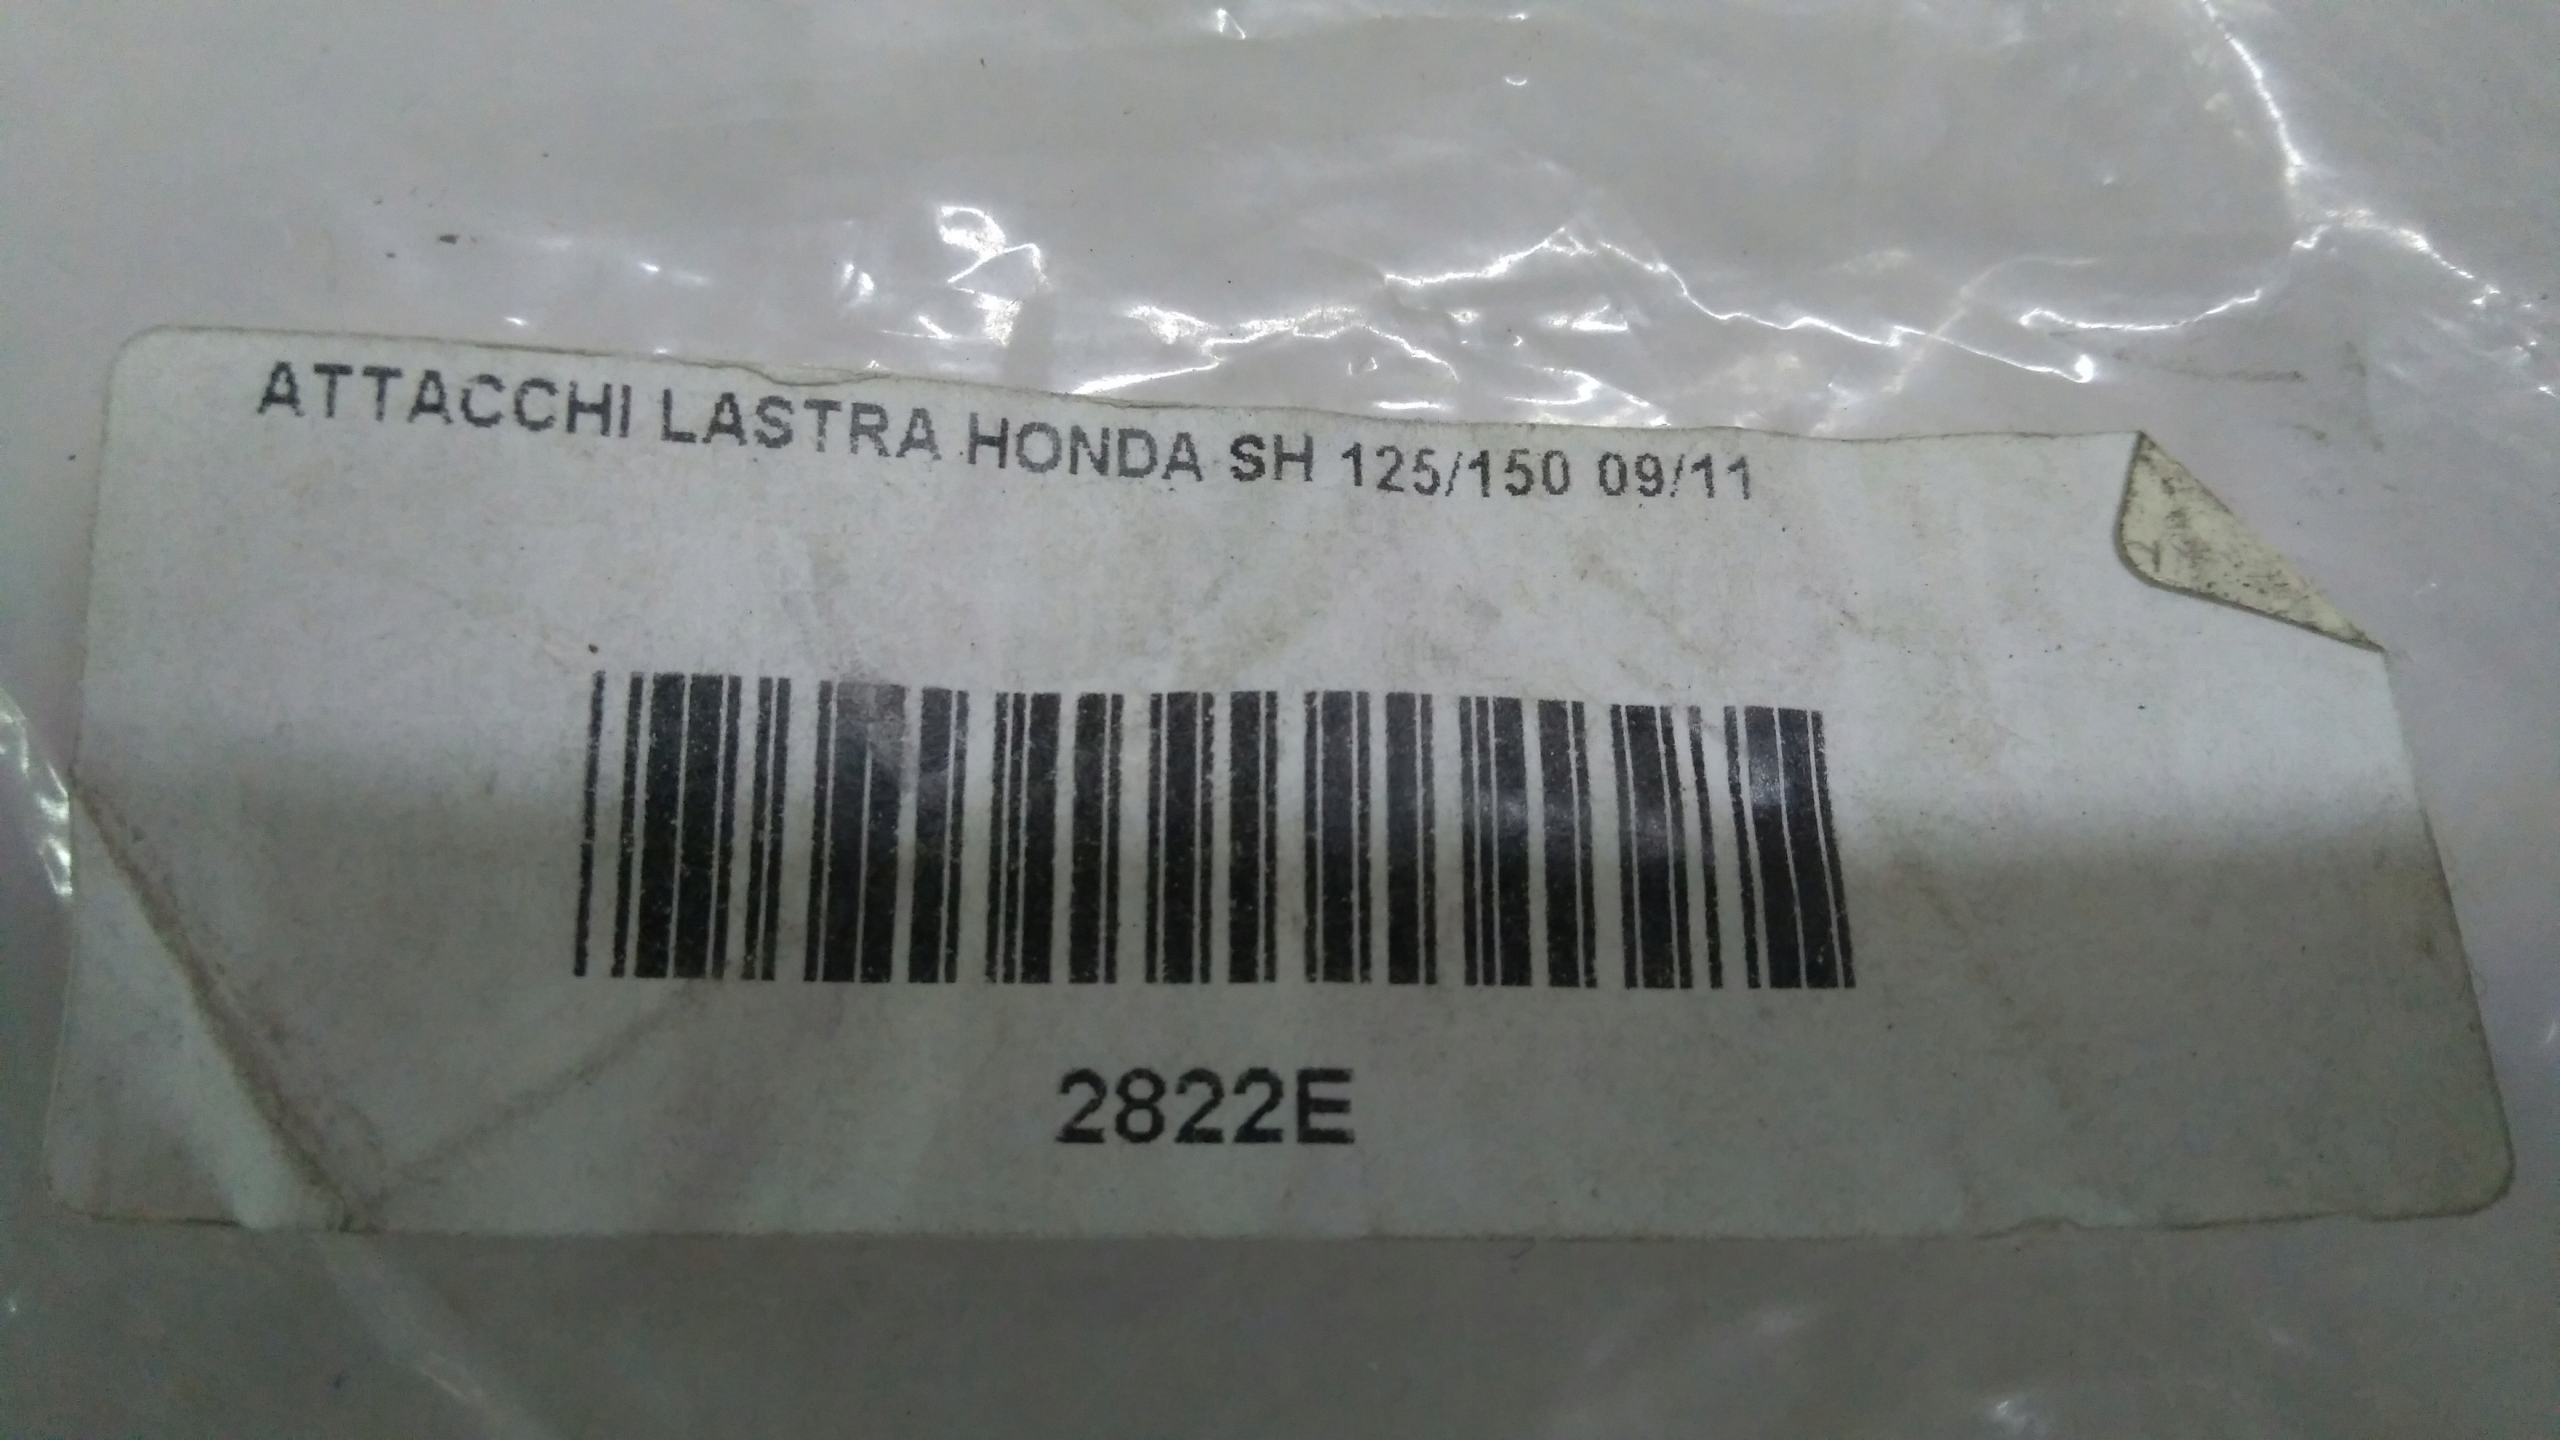 ATTACCHI LASTRA HONDA SH 125/150 09/11
2822E